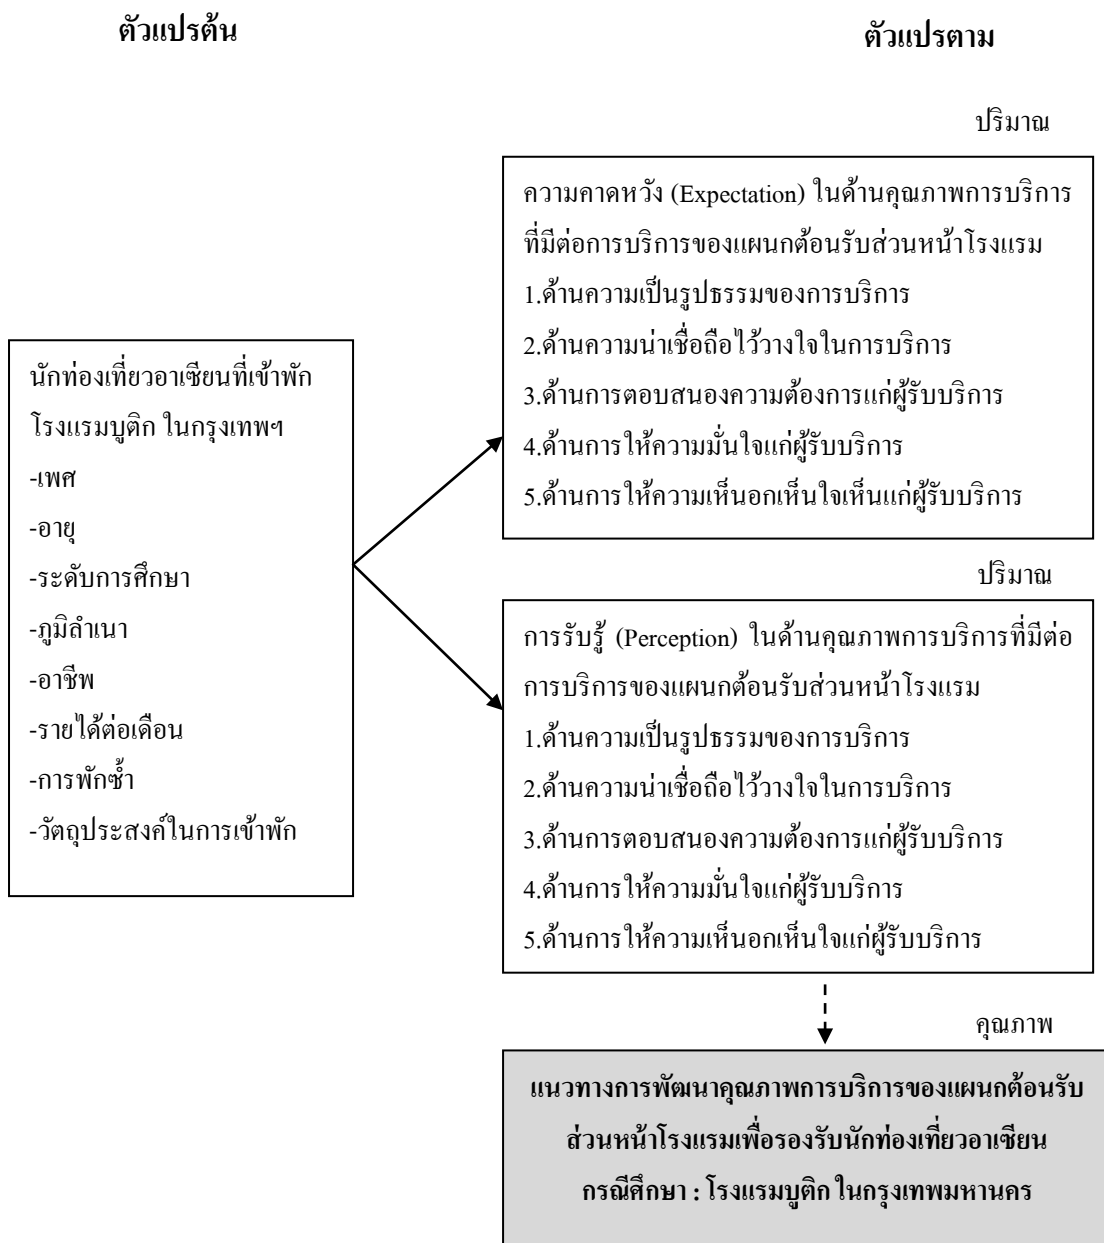 ตัวแปรต้น
ตัวแปรตาม
ปริมาณ
ความคาดหวัง (Expectation) ในด้านคุณภาพการบริการ
ที่มีต่อการบริการของแผนกต้อนรับส่วนหน้าโรงแรม
1.ด้านความเป็นรูปธรรมของการบริการ
2.ด้านความน่าเชื่อถือไว้วางใจในการบริการ
3.ด้านการตอบสนองความต้องการแก่ผู้รับบริการ
4.ด้านการให้ความมั่นใจแก่ผู้รับบริการ
5.ด้านการให้ความเห็นอกเห็นใจเห็นแก่ผู้รับบริการ
นักท่องเที่ยวอาเซียนที่เข้าพัก
โรงแรมบูติก ในกรุงเทพฯ
-เพศ
-อายุ
-ระดับการศึกษา
-ภูมิลำเนา
-อาชีพ
-รายได้ต่อเดือน
-การพักซ้ำ
-วัตถุประสงค์ในการเข้าพัก
ปริมาณ
การรับรู้ (Perception) ในด้านคุณภาพการบริการที่มีต่อ
การบริการของแผนกต้อนรับส่วนหน้าโรงแรม
1.ด้านความเป็นรูปธรรมของการบริการ
2.ด้านความน่าเชื่อถือไว้วางใจในการบริการ
3.ด้านการตอบสนองความต้องการแก่ผู้รับบริการ
4.ด้านการให้ความมั่นใจแก่ผู้รับบริการ
5.ด้านการให้ความเห็นอกเห็นใจแก่ผู้รับบริการ
คุณภาพ
แนวทางการพัฒนาคุณภาพการบริการของแผนกต้อนรับ
ส่วนหน้าโรงแรมเพื่อรองรับนักท่องเที่ยวอาเซียน
กรณีศึกษา : โรงแรมบูติก ในกรุงเทพมหานคร